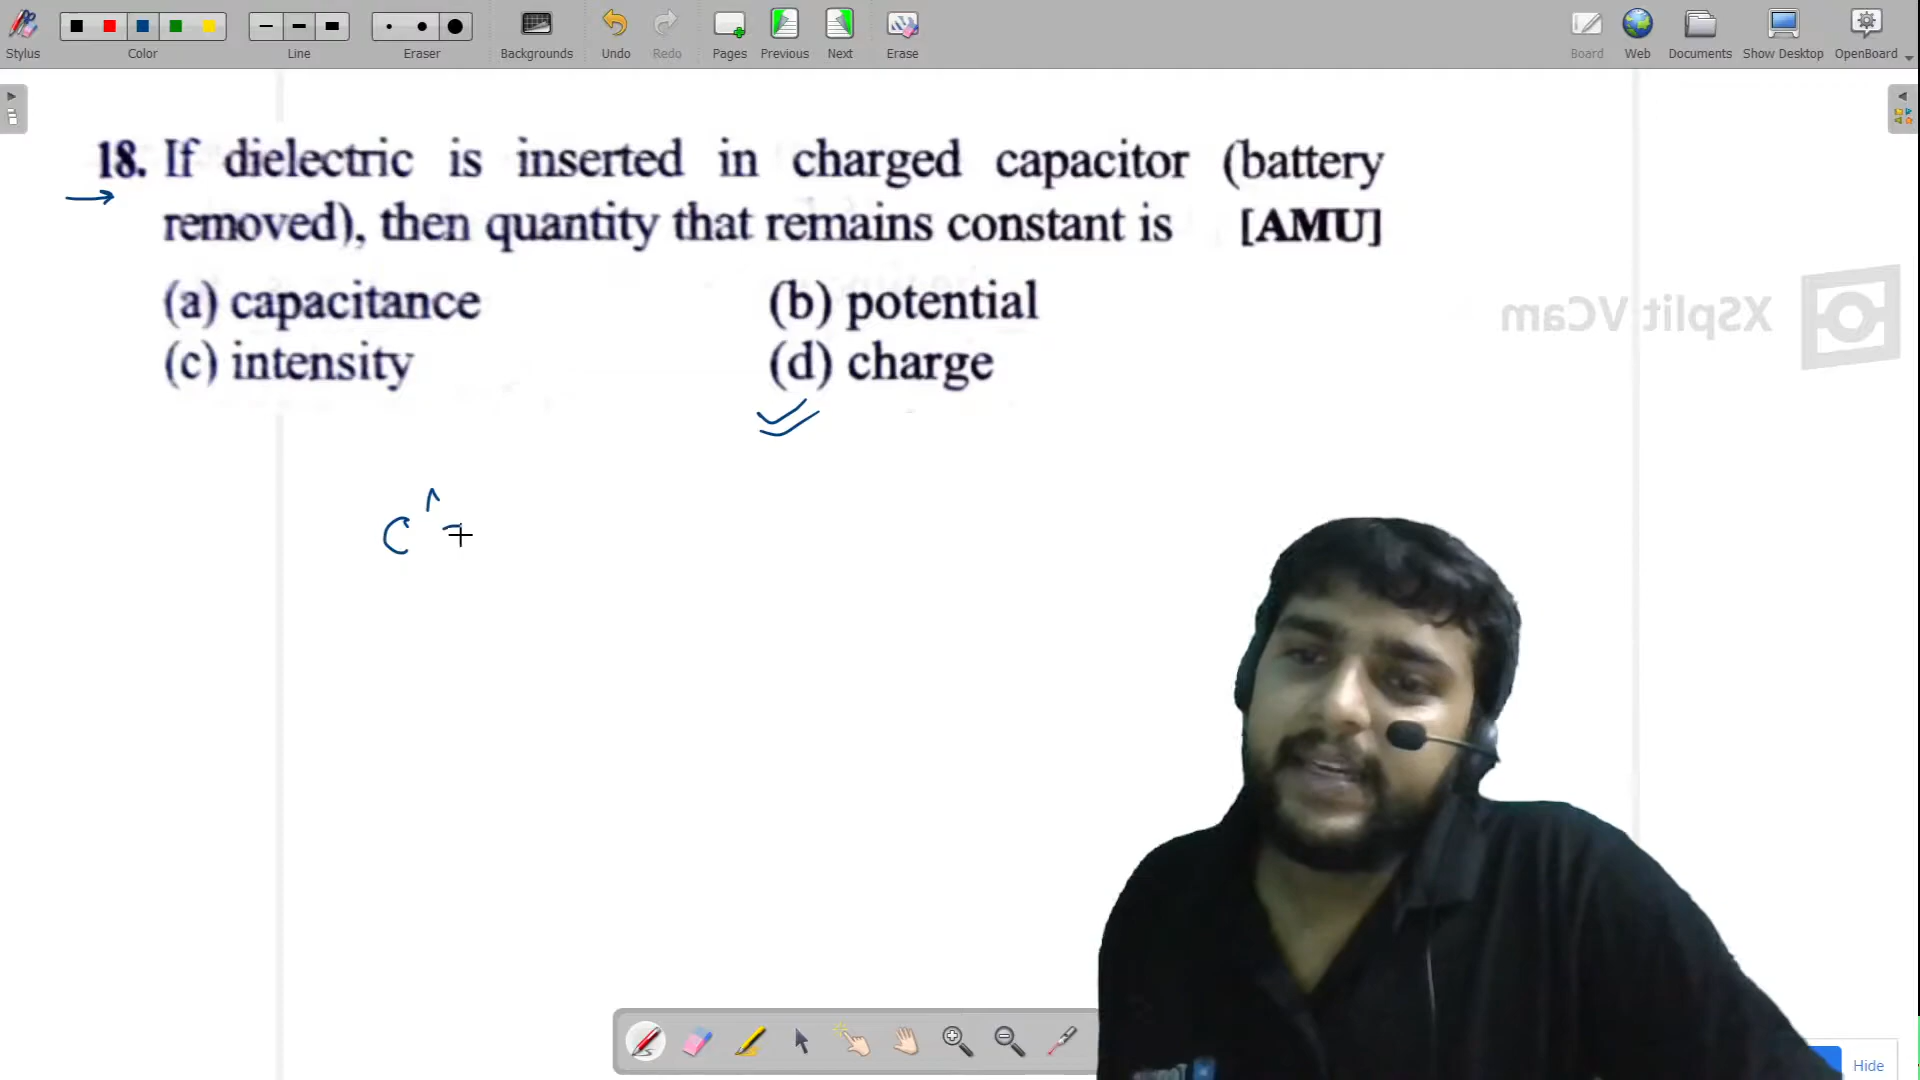 Stylus
Color
Line
Eraser
Backgrounds
Undo
Redo
Pages
Previous
Next
Erase
Board
Web
Documents
Show Desktop
OpenBoard
18. If dielectric is inserted in charged capacitor (battery
removed), then quantity that remains constant is [AMU]
(a) capacitance (b) potential
(c) intensity (d) charge
XSplit VCam
C
Hide